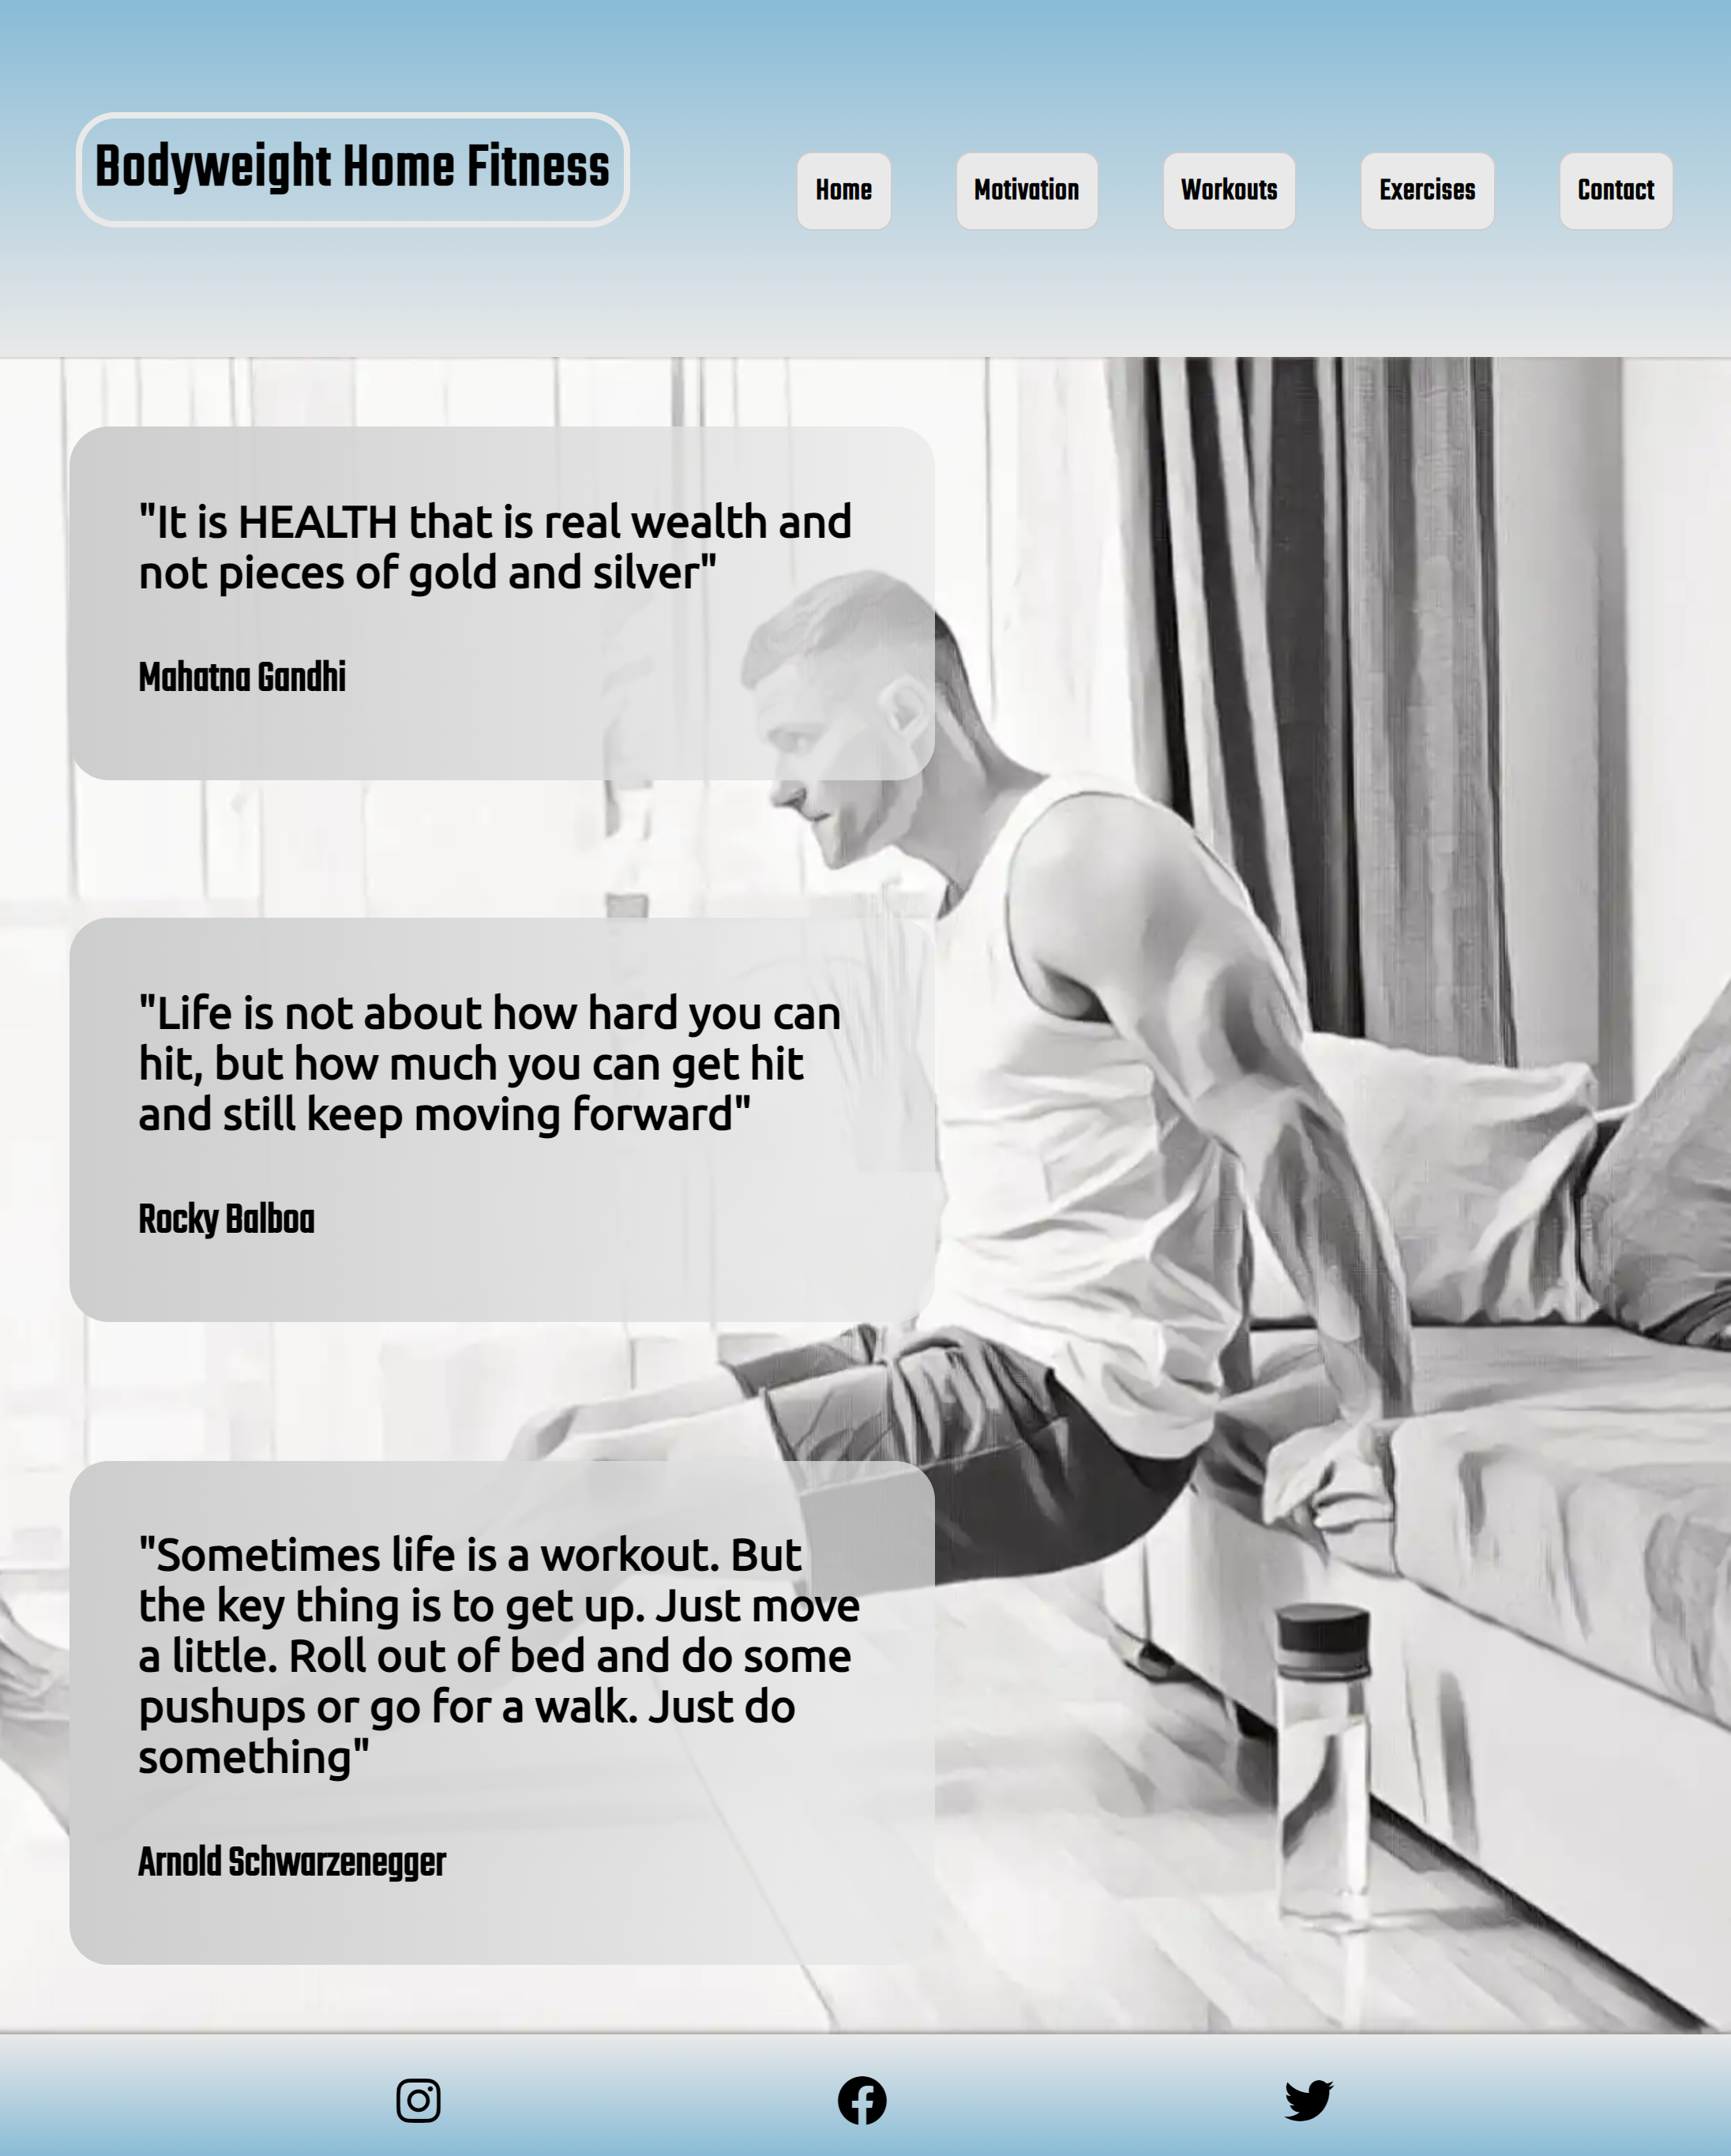 Bodyweight Home Fitness
Home Motivation Workouts Exercises Contact
"It is HEALTH that is real wealth and
not pieces of gold and silver"
Mahatna Gandhi
"Life is not about how hard you can
hit, but how much you can get hit
and still keep moving forward"
Rocky Balboa
"Sometimes life is a workout. But
the key thing is to get up. Just move
a little. Roll out of bed and do some
pushups or go for a walk. Just do
something"
Arnold Schwarzenegger